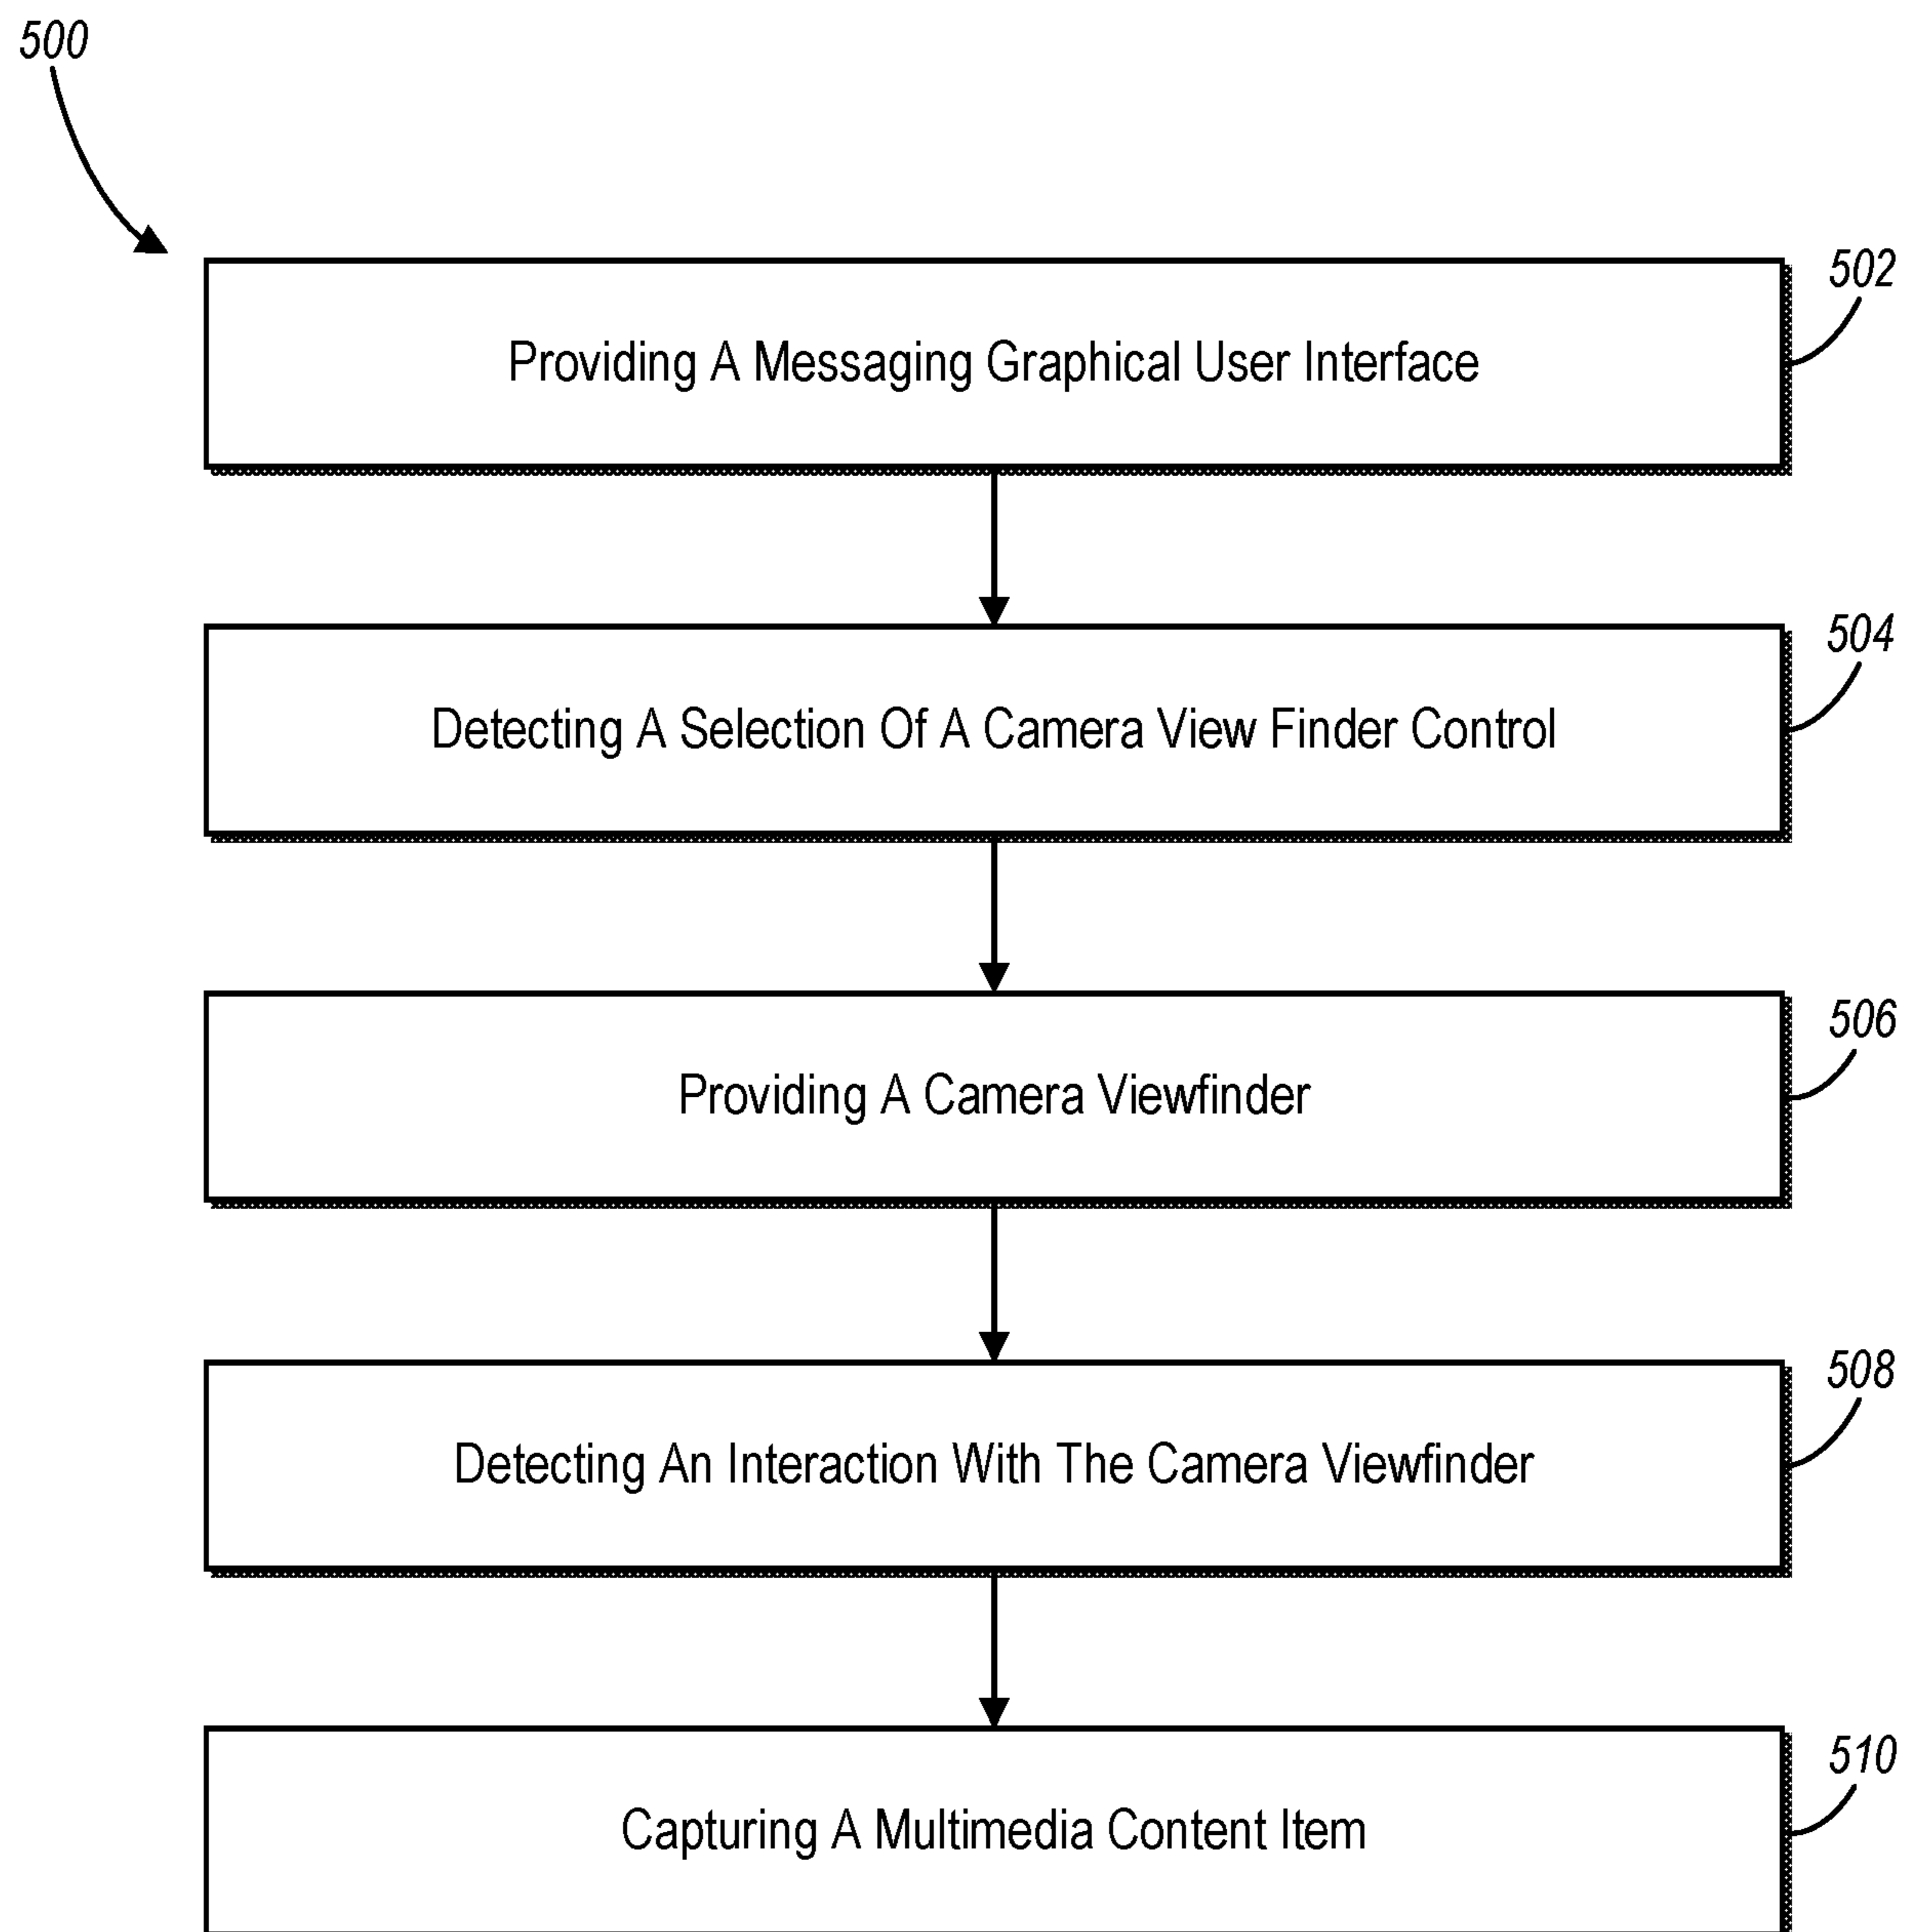 500
502
Providing A Messaging Graphical User Interface
504
Detecting A Selection Of A Camera View Finder Control
506
Providing A Camera Viewfinder
508
Detecting An Interaction With The Camera Viewfinder
510
Capturing A Multimedia Content Item